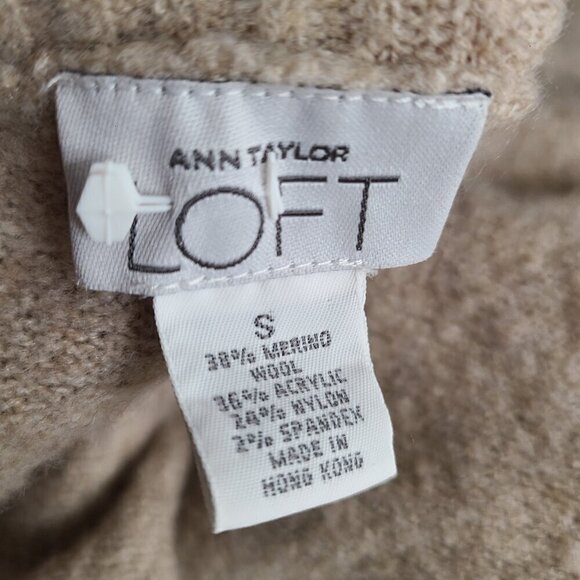 ANN TAYLOR
LOFT
S
38% MERINO
WOOL
36% ACRYLIC
24% NYLON
2% SPANDEX
MADE IN
HONG KONG